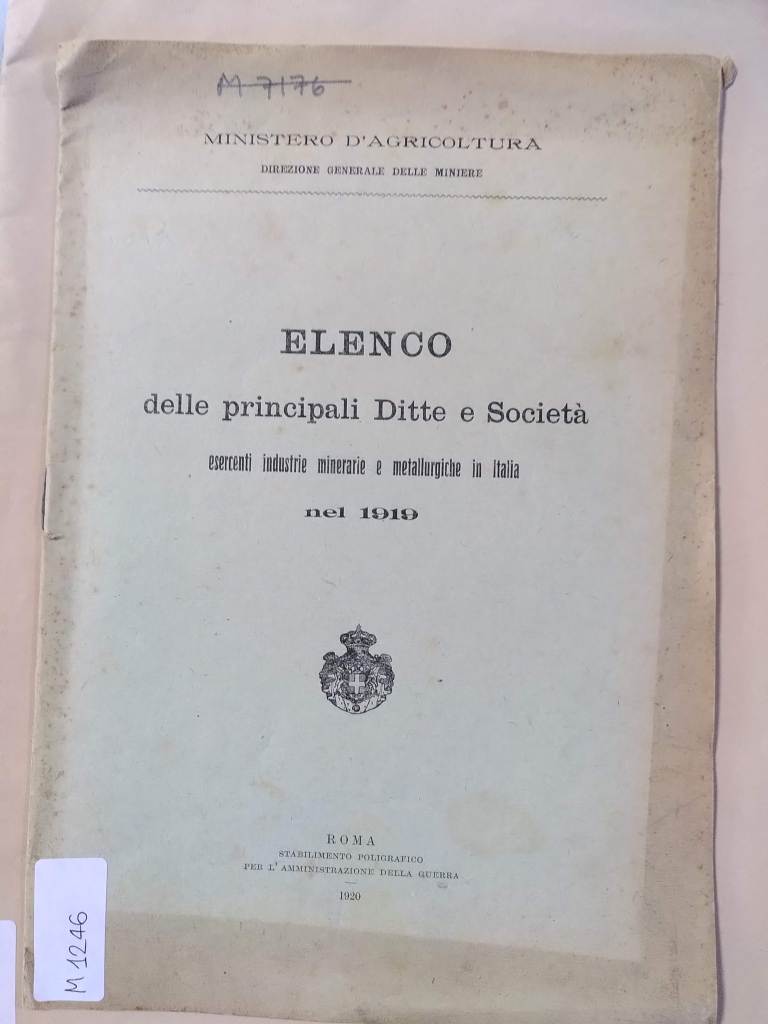 M 7176
MINISTERO D'AGRICOLTURA
DIREZIONE GENERALE DELLE MINIERE
ELENCO
delle principali Ditte e Società
esercenti industrie minerarie e metallurgiche in Italia
nel 1919
ROMA
STABILIMENTO POLIGRAFICO
PER L'AMMINISTRAZIONE DELLA GUERRA
1920
M 1246